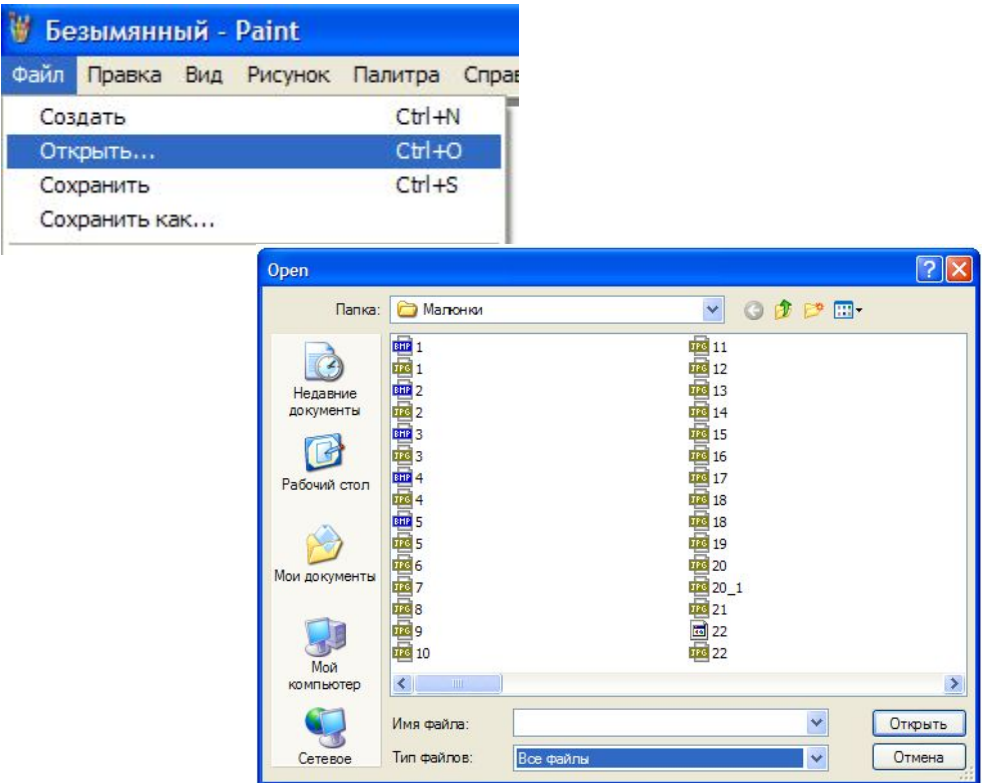 Безымянный - Paint
Файл Правка Вид Рисунок Палитра Спра
Создать Ctrl+N
Открыть... Ctrl+O
Сохранить Ctrl+S
Сохранить как...
Open
Папка: Малюнки
Недавние документы
Рабочий стол
Мои документы
Мой компьютер
Сетевое
BMP 1
JPG 1
BMP 2
JPG 2
BMP 3
JPG 3
BMP 4
JPG 4
BMP 5
JPG 5
JPG 6
JPG 7
JPG 8
JPG 9
JPG 10
JPG 11
JPG 12
JPG 13
JPG 14
JPG 15
JPG 16
JPG 17
JPG 18
JPG 18
JPG 19
JPG 20
JPG 20_1
JPG 21
22
JPG 22
Имя файла: Открыть
Тип файлов: Все файлы Отмена